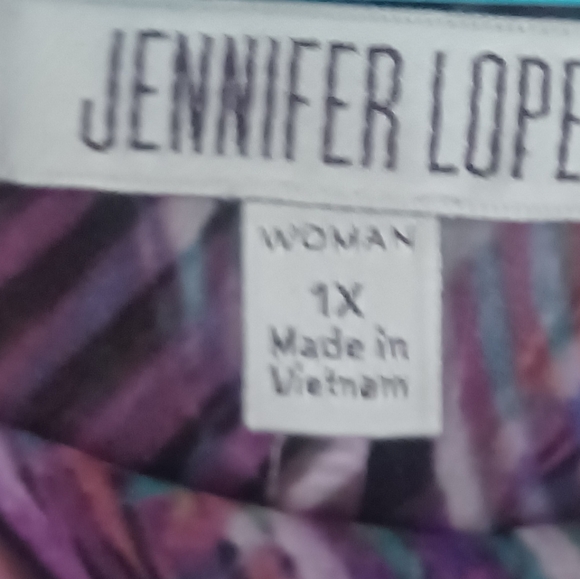 JENNIFER LOPE
WOMAN
1X
Made in
Vietnam